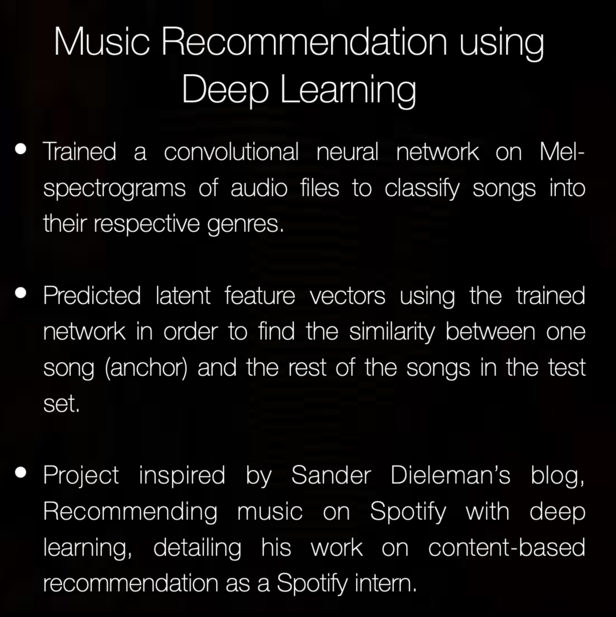 Music Recommendation using
Deep Learning
• Trained a convolutional neural network on Mel-
spectrograms of audio files to classify songs into
their respective genres.
• Predicted latent feature vectors using the trained
network in order to find the similarity between one
song (anchor) and the rest of the songs in the test
set.
• Project inspired by Sander Dieleman's blog,
Recommending music on Spotify with deep
learning, detailing his work on content-based
recommendation as a Spotify intern.